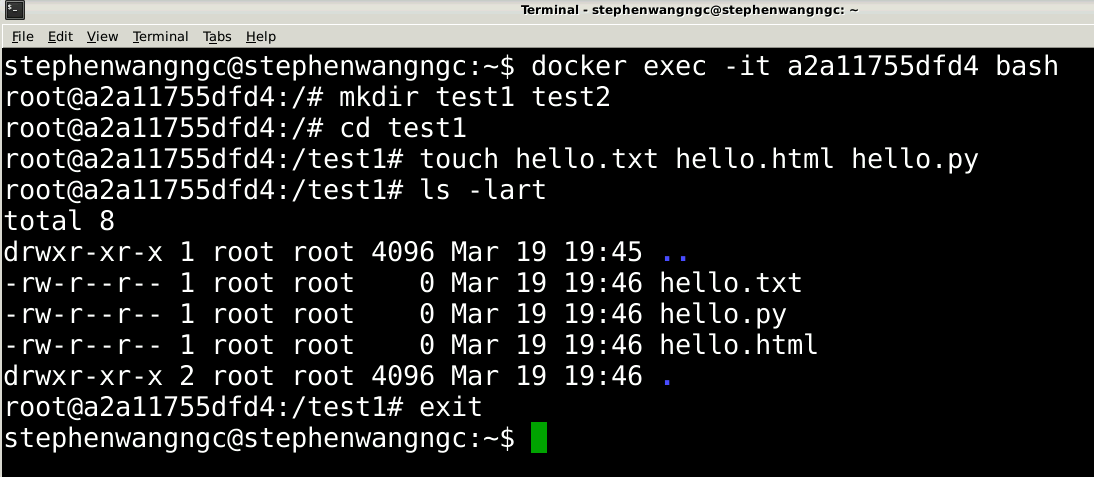 Terminal - stephenwangngc@stephenwangngc: ~
File Edit View Terminal Tabs Help
stephenwangngc@stephenwangngc:~$ docker exec -it a2a11755dfd4 bash
root@a2a11755dfd4:/# mkdir test1 test2
root@a2a11755dfd4:/# cd test1
root@a2a11755dfd4:/test1# touch hello.txt hello.html hello.py
root@a2a11755dfd4:/test1# ls -lart
total 8
drwxr-xr-x 1 root root 4096 Mar 19 19:45 ..
-rw-r--r-- 1 root root    0 Mar 19 19:46 hello.txt
-rw-r--r-- 1 root root    0 Mar 19 19:46 hello.py
-rw-r--r-- 1 root root    0 Mar 19 19:46 hello.html
drwxr-xr-x 2 root root 4096 Mar 19 19:46 .
root@a2a11755dfd4:/test1# exit
stephenwangngc@stephenwangngc:~$